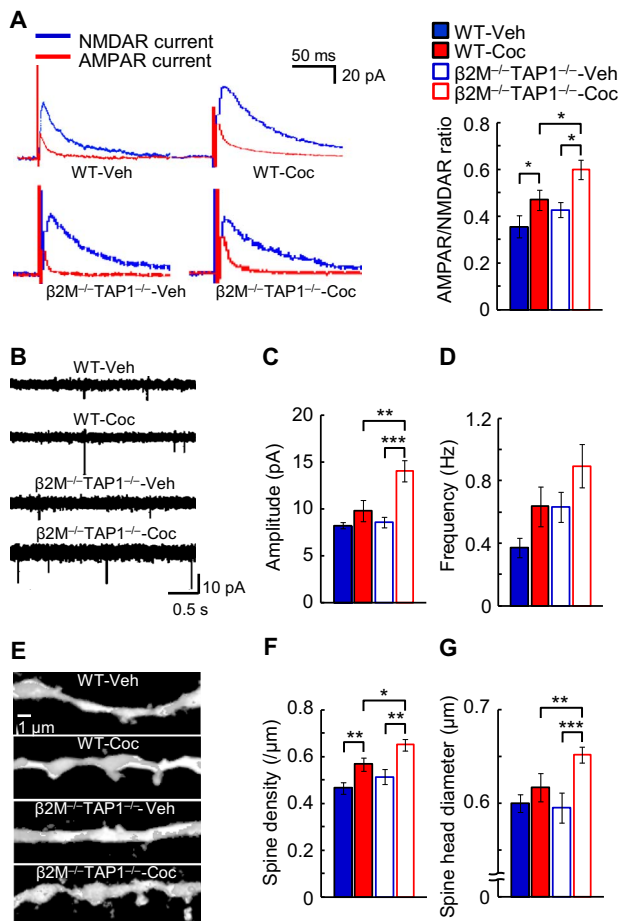 A
NMDAR current
AMPAR current
50 ms
20 pA
WT-Veh
WT-Coc
β2M⁻/⁻TAP1⁻/⁻-Veh
β2M⁻/⁻TAP1⁻/⁻-Coc
WT-Veh
WT-Coc
β2M⁻/⁻TAP1⁻/⁻-Veh
β2M⁻/⁻TAP1⁻/⁻-Coc
AMPAR/NMDAR ratio
0.8
0.6
0.4
0.2
0
*
*
*
B
WT-Veh
WT-Coc
β2M⁻/⁻TAP1⁻/⁻-Veh
β2M⁻/⁻TAP1⁻/⁻-Coc
10 pA
0.5 s
C
Amplitude (pA)
20
15
10
5
0
**
***
D
Frequency (Hz)
1.2
0.8
0.4
0
E
WT-Veh
1 μm
WT-Coc
β2M⁻/⁻TAP1⁻/⁻-Veh
β2M⁻/⁻TAP1⁻/⁻-Coc
F
Spine density (/μm)
0.8
0.6
0.4
0.2
0
*
**
**
G
Spine head diameter (μm)
0.7
0.6
0
**
***